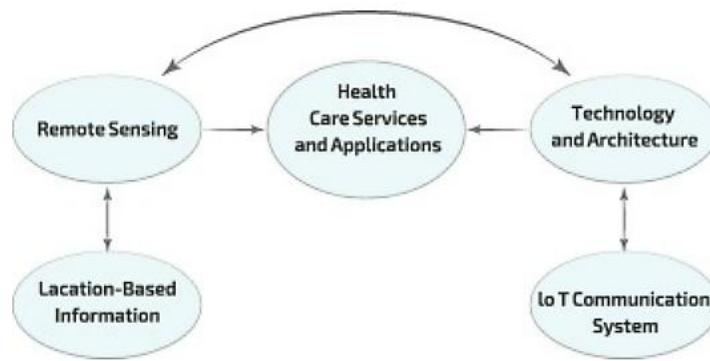 Remote Sensing
Health
Care Services
and Applications
Technology
and Architecture
Lacation-Based
Information
lo T Communication
System